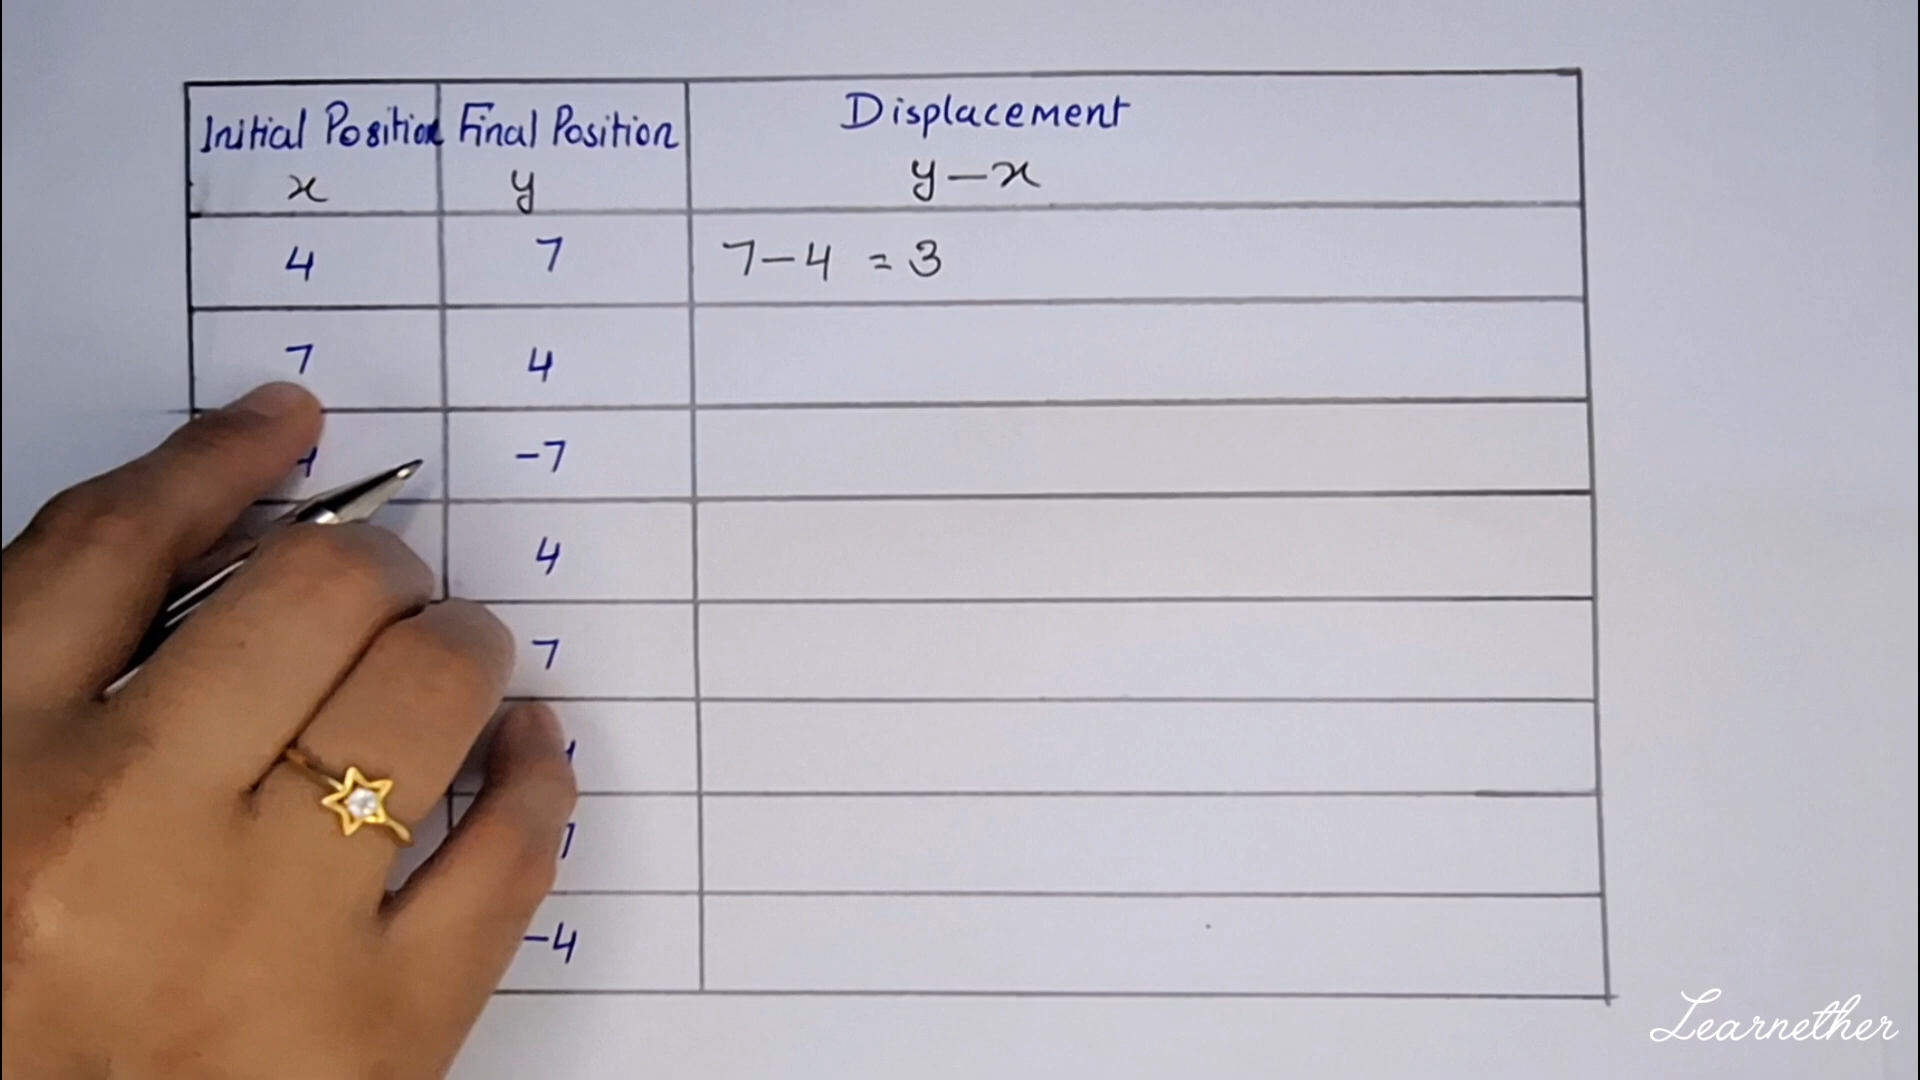 Initial Position Final Position Displacement
x y y-x
4 7 7-4 = 3
7 4
-7
4
7
-4
Learnether